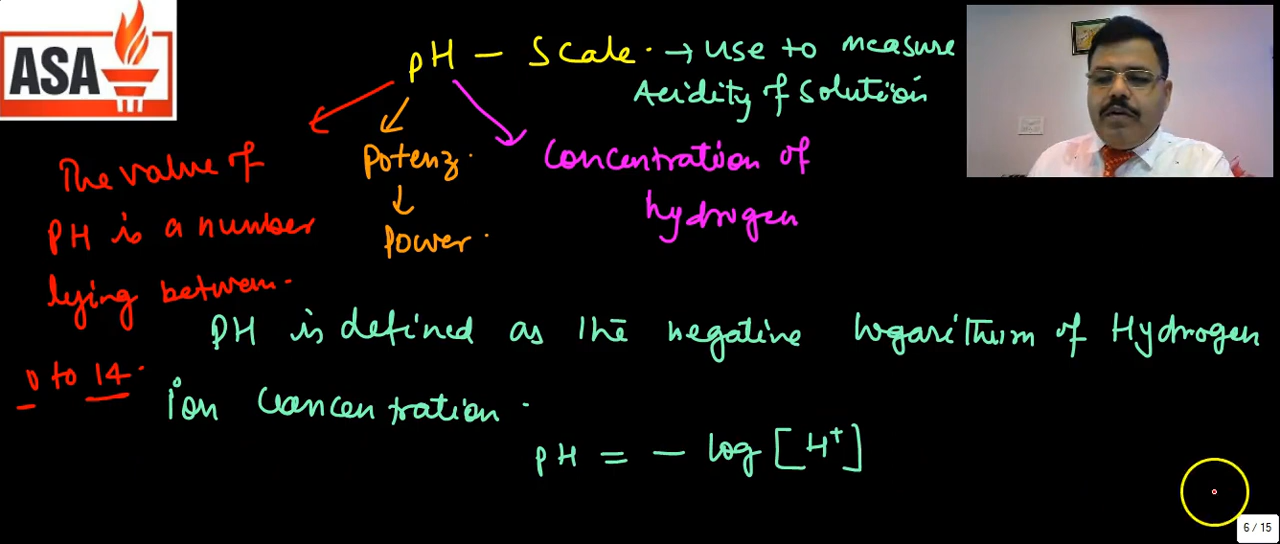 ASA
pH - Scale. → use to measure
Acidity of Solution
The value of
PH is a number
lying between.
0 to 14.
Potenz.
↓
Power.
Concentration of
hydrogen
PH is defined as the negative logarithum of Hydrogen
ion concentration.
PH = - log [H⁺]
6 / 15